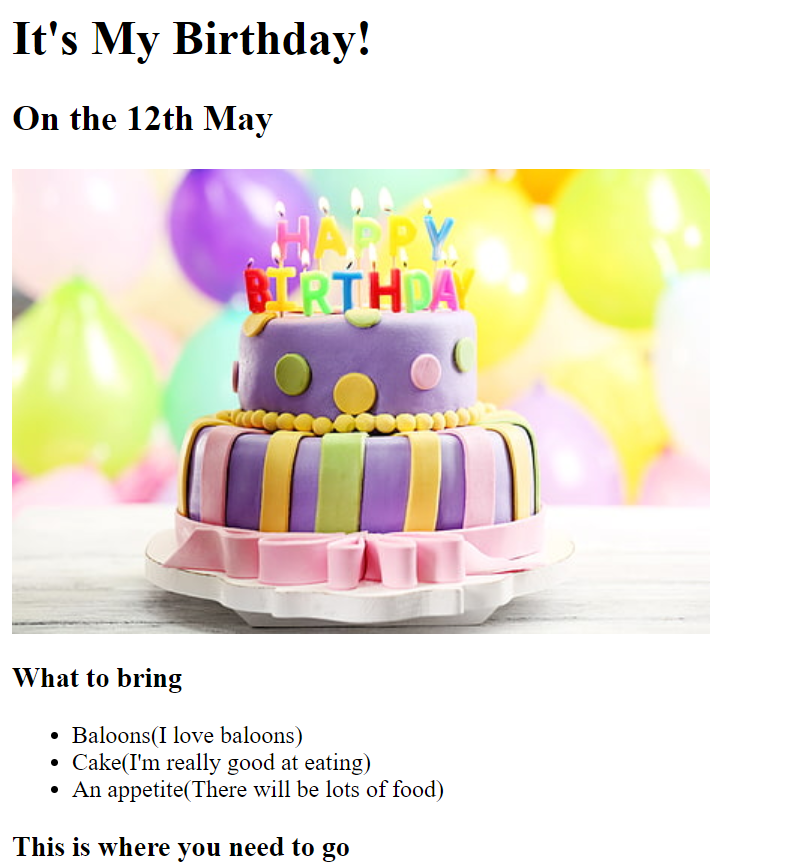 It's My Birthday!
On the 12th May
HAPPY
BIRTHDAY
What to bring
Baloons(I love baloons)
Cake(I'm really good at eating)
An appetite(There will be lots of food)
This is where you need to go